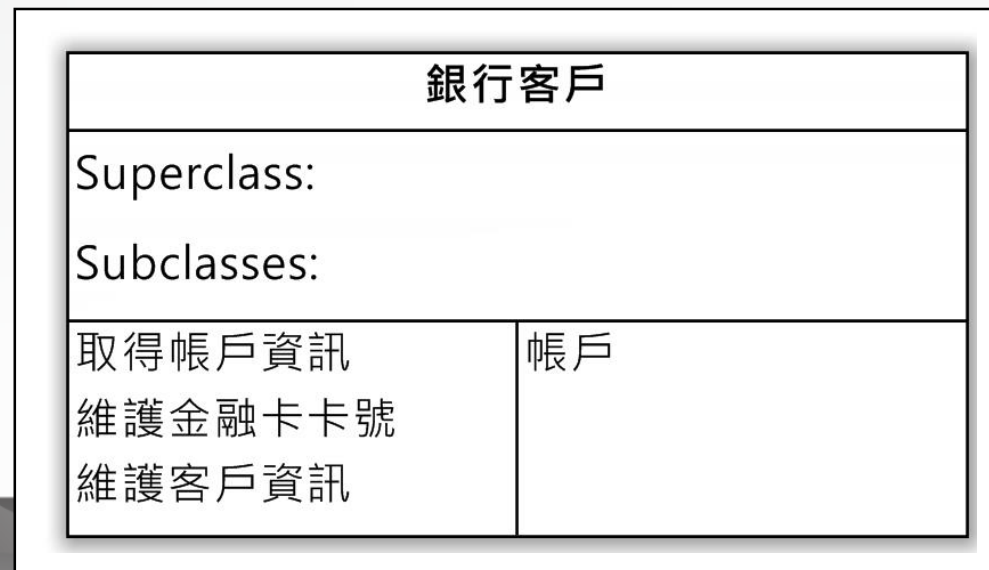 銀行客戶
Superclass:
Subclasses:
取得帳戶資訊
維護金融卡卡號
維護客戶資訊
帳戶